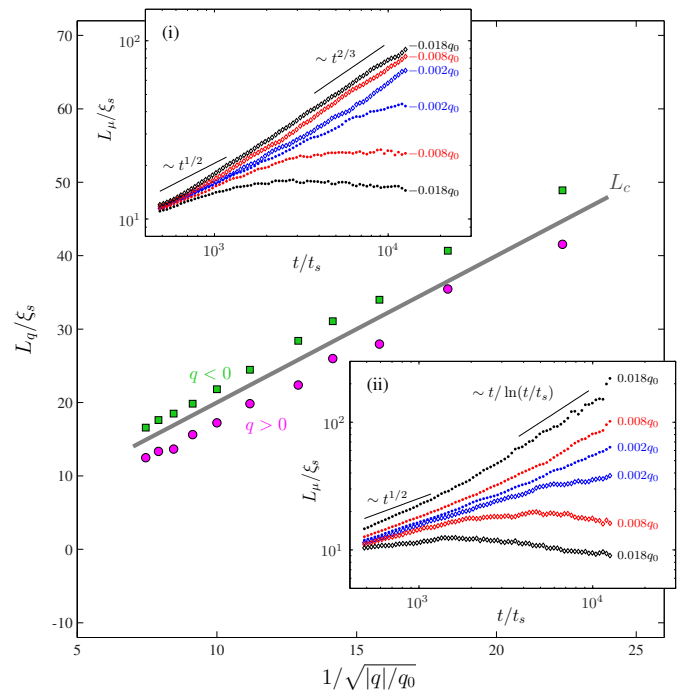 70
60
50
40
30
20
10
0
-10
L_q/ξ_s
5
10
15
20
25
1/√|q|/q_0
L_c
q < 0
q > 0
(i)
10^2
10^1
L_μ/ξ_s
10^3
10^4
t/t_s
∼ t^{2/3}
∼ t^{1/2}
−0.018q_0
−0.008q_0
−0.002q_0
−0.002q_0
−0.008q_0
−0.018q_0
(ii)
10^2
10^1
L_μ/ξ_s
10^3
10^4
t/t_s
∼ t/ ln(t/t_s)
∼ t^{1/2}
0.018q_0
0.008q_0
0.002q_0
0.002q_0
0.008q_0
0.018q_0